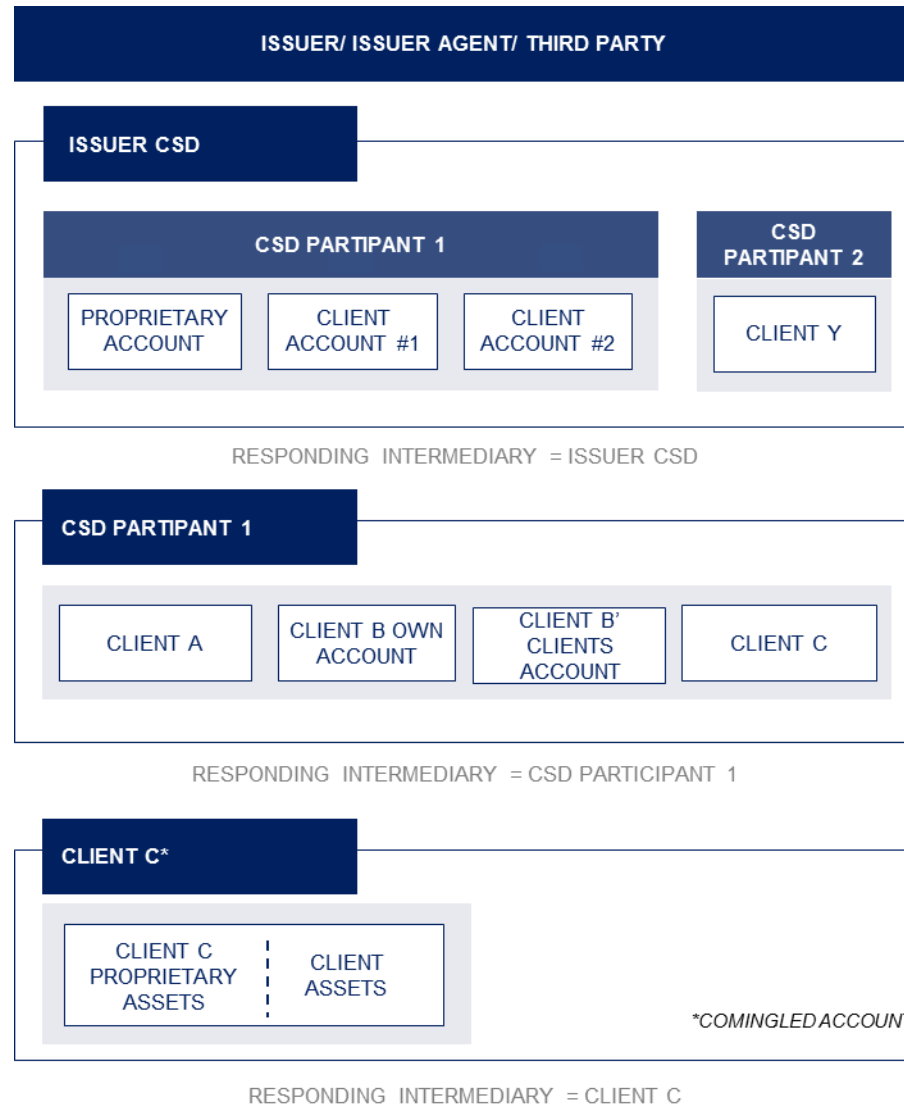 ISSUER/ ISSUER AGENT/ THIRD PARTY
ISSUER CSD
CSD PARTIPANT 1
CSD
PARTIPANT 2
PROPRIETARY
ACCOUNT
CLIENT
ACCOUNT #1
CLIENT
ACCOUNT #2
CLIENT Y
RESPONDING INTERMEDIARY = ISSUER CSD
CSD PARTIPANT 1
CLIENT A
CLIENT B OWN
ACCOUNT
CLIENT B'
CLIENTS
ACCOUNT
CLIENT C
RESPONDING INTERMEDIARY = CSD PARTICIPANT 1
CLIENT C*
CLIENT C
PROPRIETARY
ASSETS
CLIENT
ASSETS
*COMINGLED ACCOUN
RESPONDING INTERMEDIARY = CLIENT C